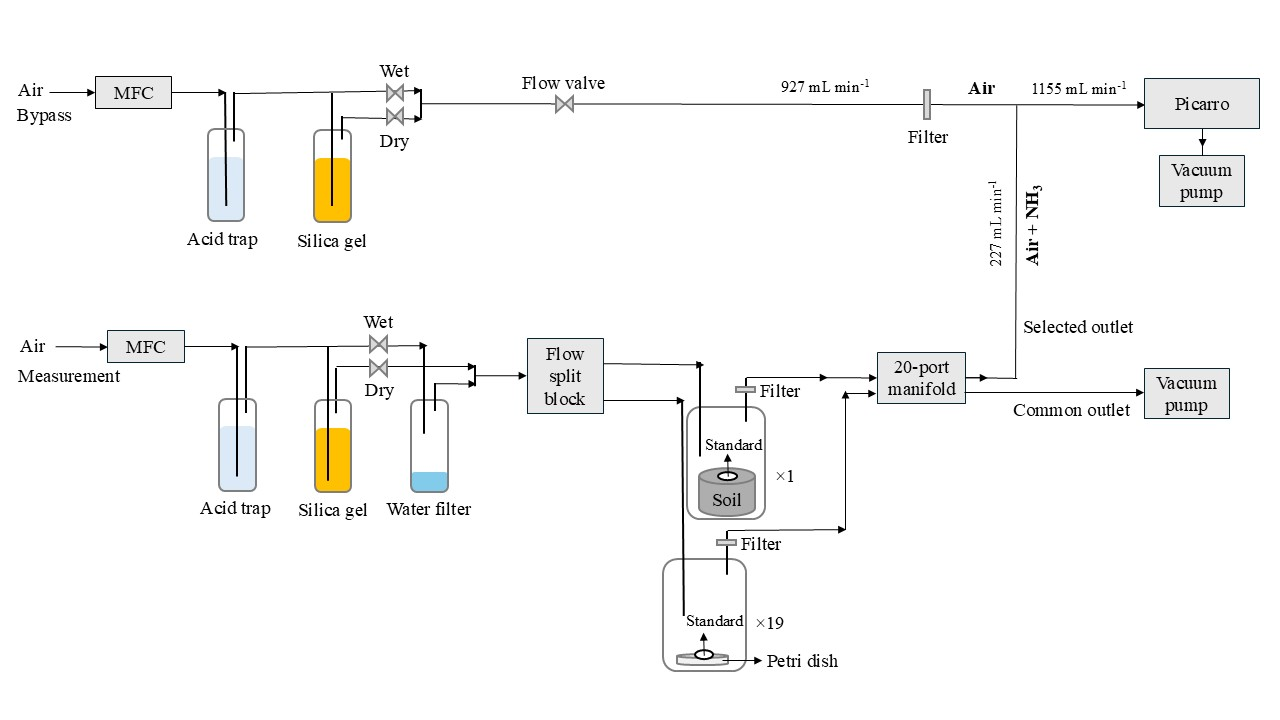 Wet
Flow valve
927 mL min-1
Air
1155 mL min-1
Air
Bypass
MFC
Picarro
Filter
Dry
Vacuum
pump
227 mL min-1
Air + NH3
Acid trap
Silica gel
Wet
Selected outlet
Air
Measurement
MFC
Flow
split
block
20-port
manifold
Vacuum
pump
Dry
Filter
Common outlet
Standard
×1
Soil
Acid trap
Silica gel
Water filter
Filter
Standard
×19
Petri dish